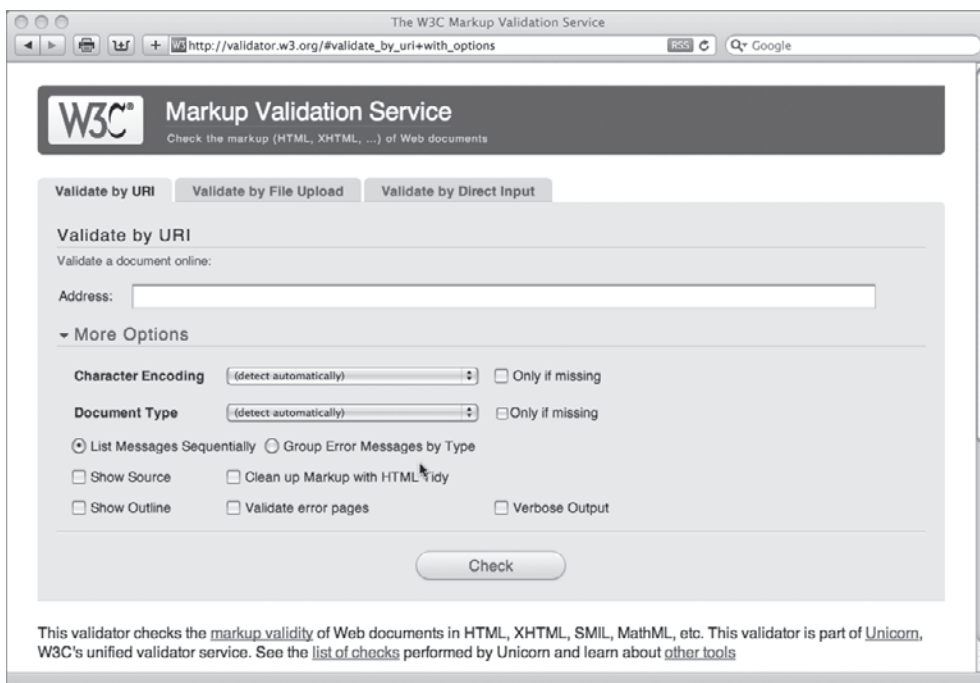 The W3C Markup Validation Service
W3 http://validator.w3.org/#validate_by_uri+with_options RSS Google
W3C® Markup Validation Service
Check the markup (HTML, XHTML, ...) of Web documents
Validate by URI Validate by File Upload Validate by Direct Input
Validate by URI
Validate a document online:
Address:
More Options
Character Encoding (detect automatically) Only if missing
Document Type (detect automatically) Only if missing
List Messages Sequentially Group Error Messages by Type
Show Source Clean up Markup with HTML Tidy
Show Outline Validate error pages Verbose Output
Check
This validator checks the markup validity of Web documents in HTML, XHTML, SMIL, MathML, etc. This validator is part of Unicorn,
W3C's unified validator service. See the list of checks performed by Unicorn and learn about other tools